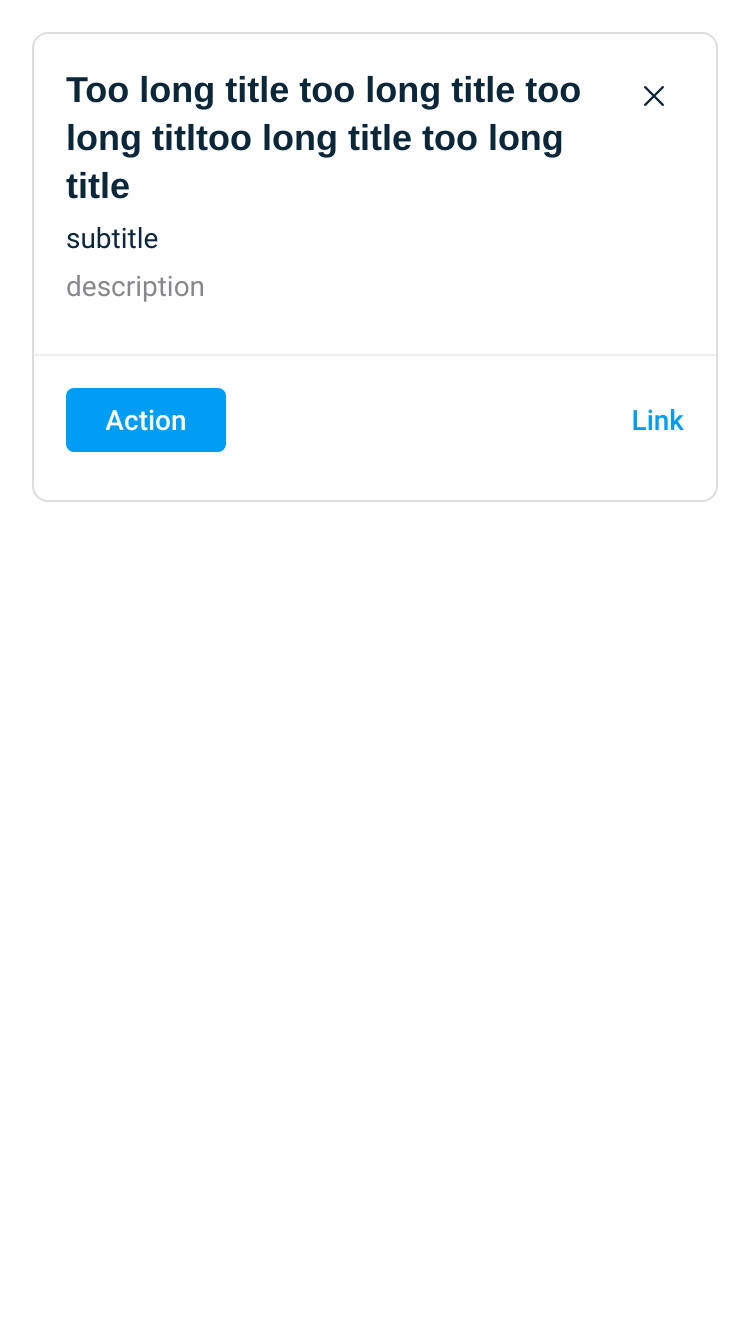 Too long title too long title too
long titltoo long title too long
title
subtitle
description
Action
Link